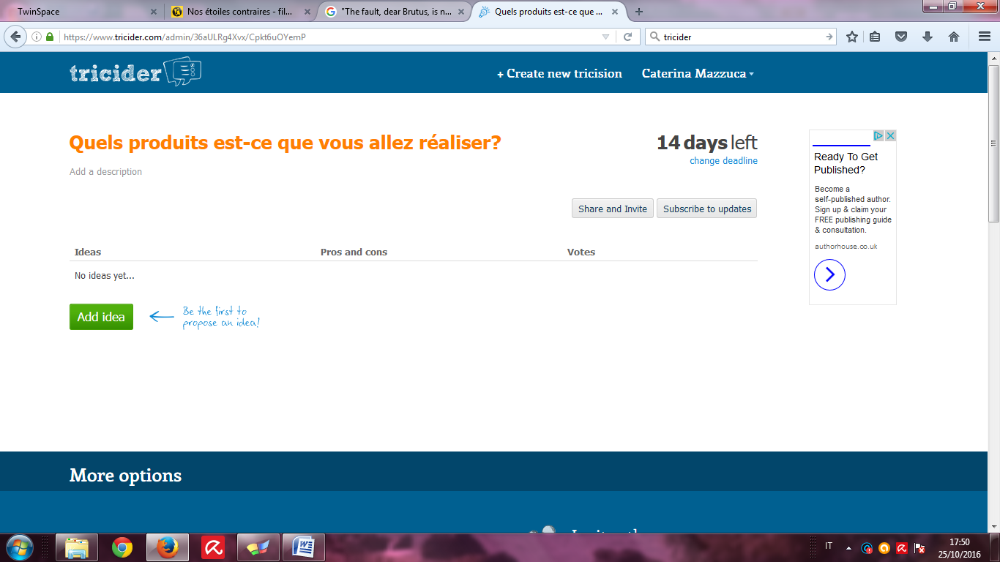 TwinSpace
Nos étoiles contraires - fil...
"The fault, dear Brutus, is n...
Quels produits est-ce que ...
https://www.tricider.com/admin/36aULRg4Xvx/Cpkt6uOYemP
tricider
tricider
+ Create new tricision
Caterina Mazzuca
Quels produits est-ce que vous allez réaliser?
14 days left
change deadline
Add a description
Share and Invite
Subscribe to updates
Ideas
Pros and cons
Votes
No ideas yet...
Add idea
Be the first to
propose an idea!
Ready To Get
Published?
Become a
self-published author.
Sign up & claim your
FREE publishing guide
& consultation.
authorhouse.co.uk
More options
IT
17:50
25/10/2016